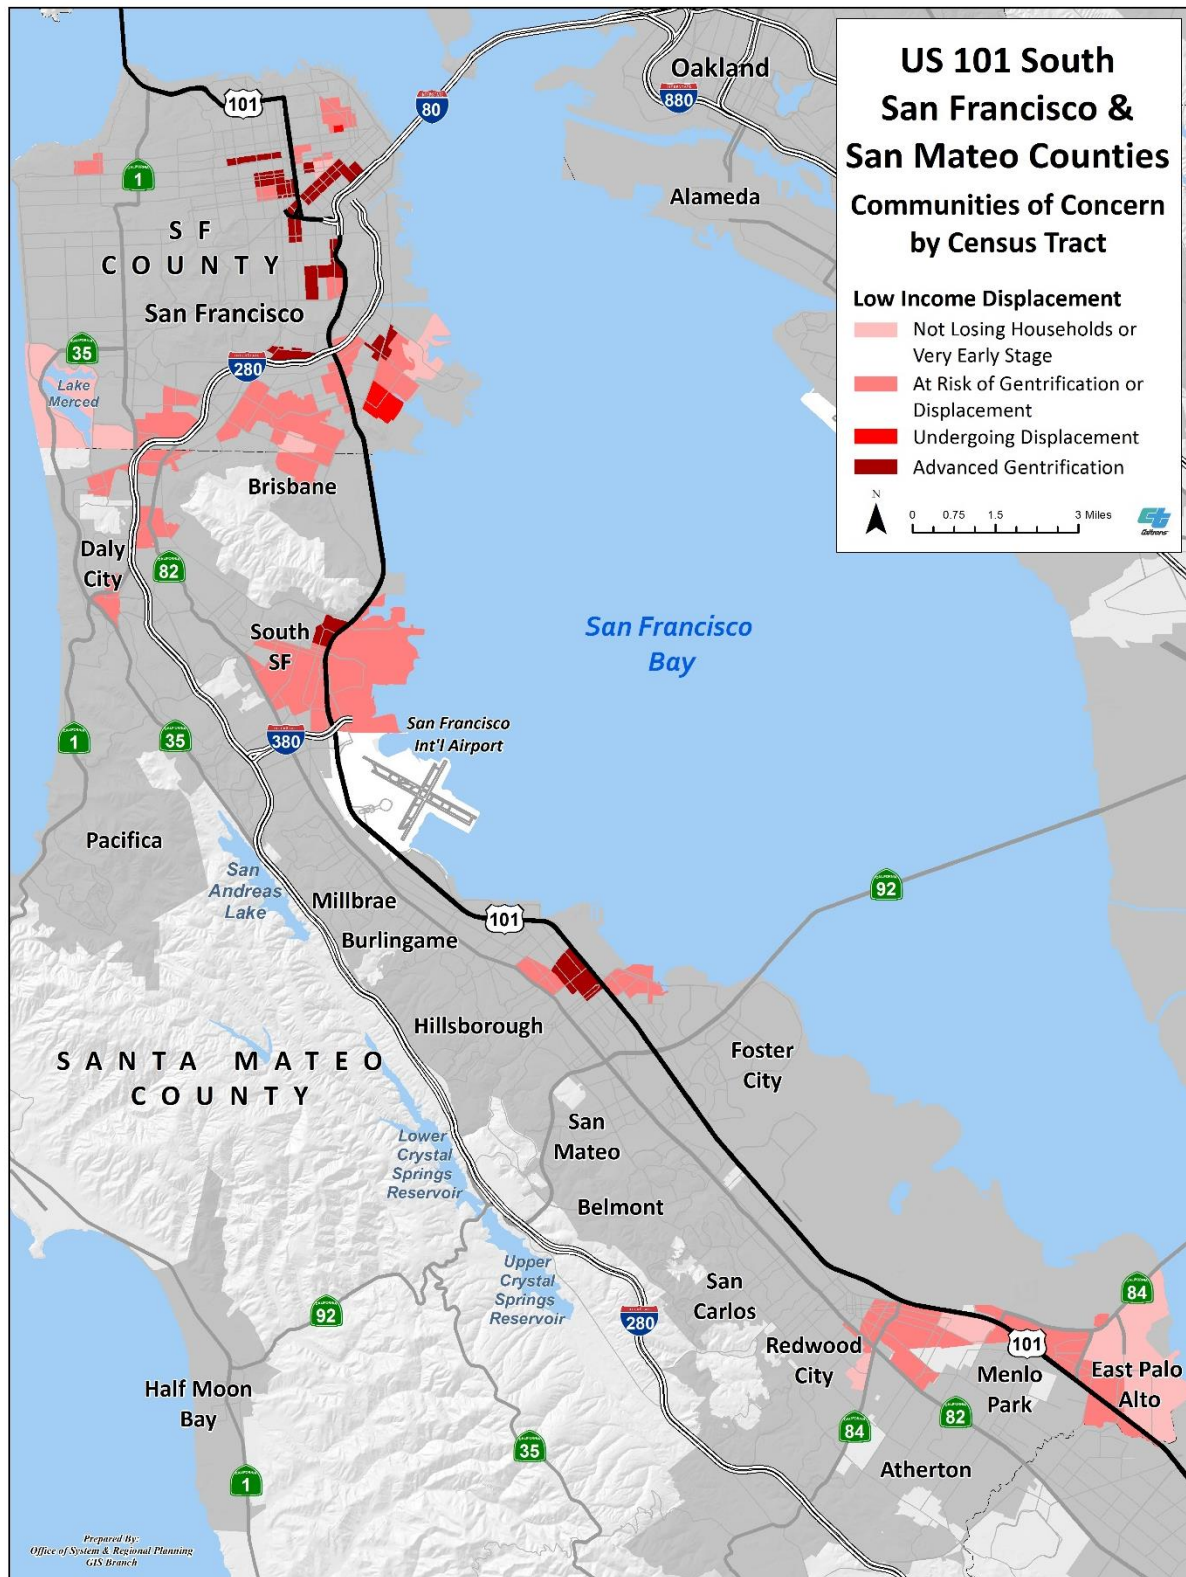 US 101 South
San Francisco &
San Mateo Counties
Communities of Concern
by Census Tract
Low Income Displacement
Not Losing Households or
Very Early Stage
At Risk of Gentrification or
Displacement
Undergoing Displacement
Advanced Gentrification
N
0 0.75 1.5 3 Miles
Caltrans
Oakland
101
80
880
1
Alameda
S F
COUNTY
San Francisco
35
280
Lake
Merced
Brisbane
Daly
City
82
South
SF
San Francisco
Bay
1
35
380
San Francisco
Int'l Airport
Pacifica
San
Andreas
Lake
Millbrae
Burlingame
101
92
Hillsborough
SANTA MATEO
COUNTY
Foster
City
Lower
Crystal
Springs
Reservoir
San
Mateo
Belmont
Upper
Crystal
Springs
Reservoir
San
Carlos
84
92
280
Redwood
City
101
Menlo
Park
East Palo
Alto
Half Moon
Bay
84
82
35
Atherton
1
Prepared By:
Office of System & Regional Planning
GIS Branch